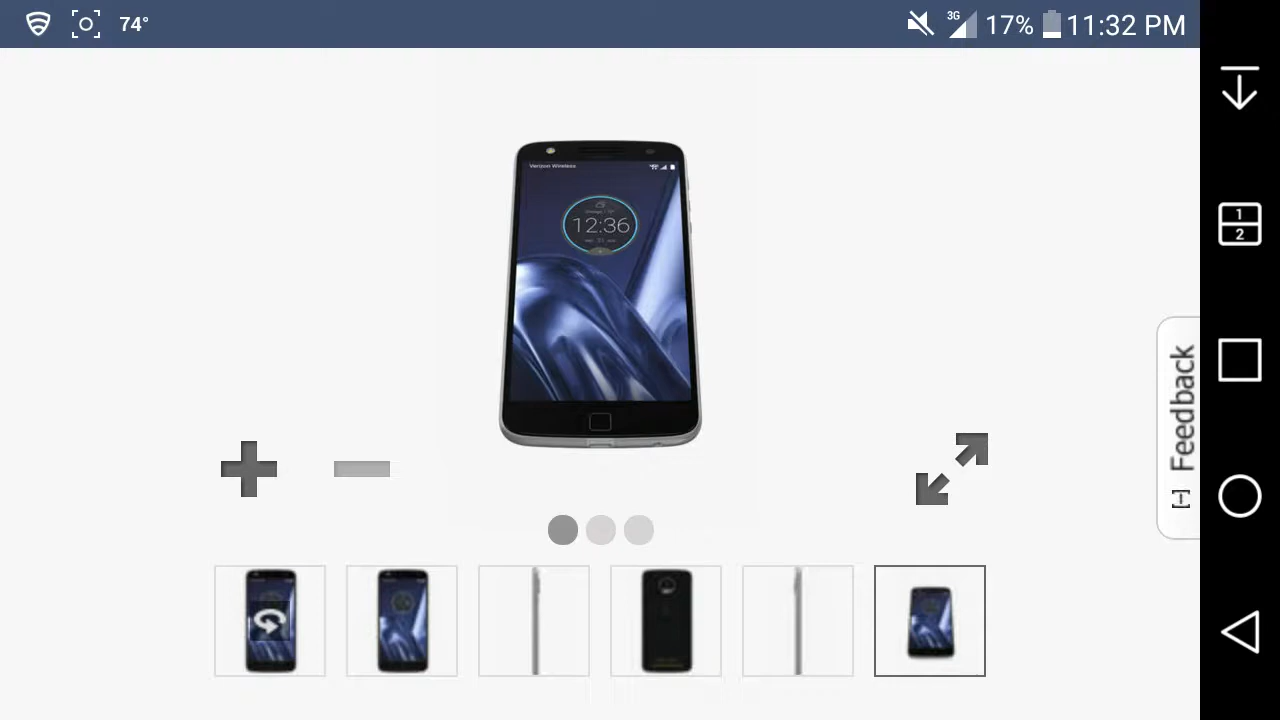 74°
3G 17% 11:32 PM
1
2
Verizon Wireless
12:36
[-] Feedback